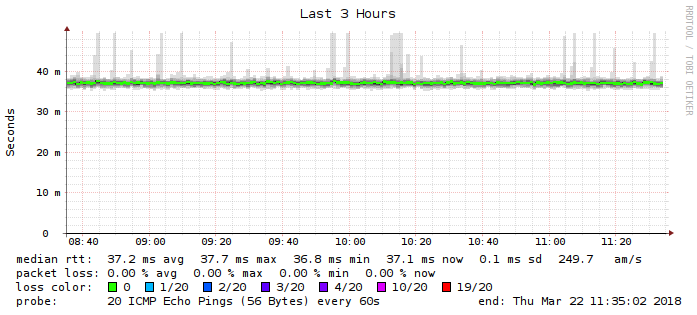 Last 3 Hours
RRDTOOL / TOBI OETIKER
Seconds
40 m
30 m
20 m
10 m
0
08:40 09:00 09:20 09:40 10:00 10:20 10:40 11:00 11:20
median rtt: 37.2 ms avg 37.7 ms max 36.8 ms min 37.1 ms now 0.1 ms sd 249.7 am/s
packet loss: 0.00 % avg 0.00 % max 0.00 % min 0.00 % now
loss color: 0 1/20 2/20 3/20 4/20 10/20 19/20
probe: 20 ICMP Echo Pings (56 Bytes) every 60s end: Thu Mar 22 11:35:02 2018